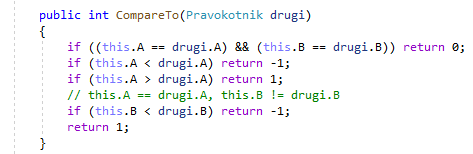 public int CompareTo(Pravokotnik drugi)
{
if ((this.A == drugi.A) && (this.B == drugi.B)) return 0;
if (this.A < drugi.A) return -1;
if (this.A > drugi.A) return 1;
// this.A == drugi.A, this.B != drugi.B
if (this.B < drugi.B) return -1;
return 1;
}